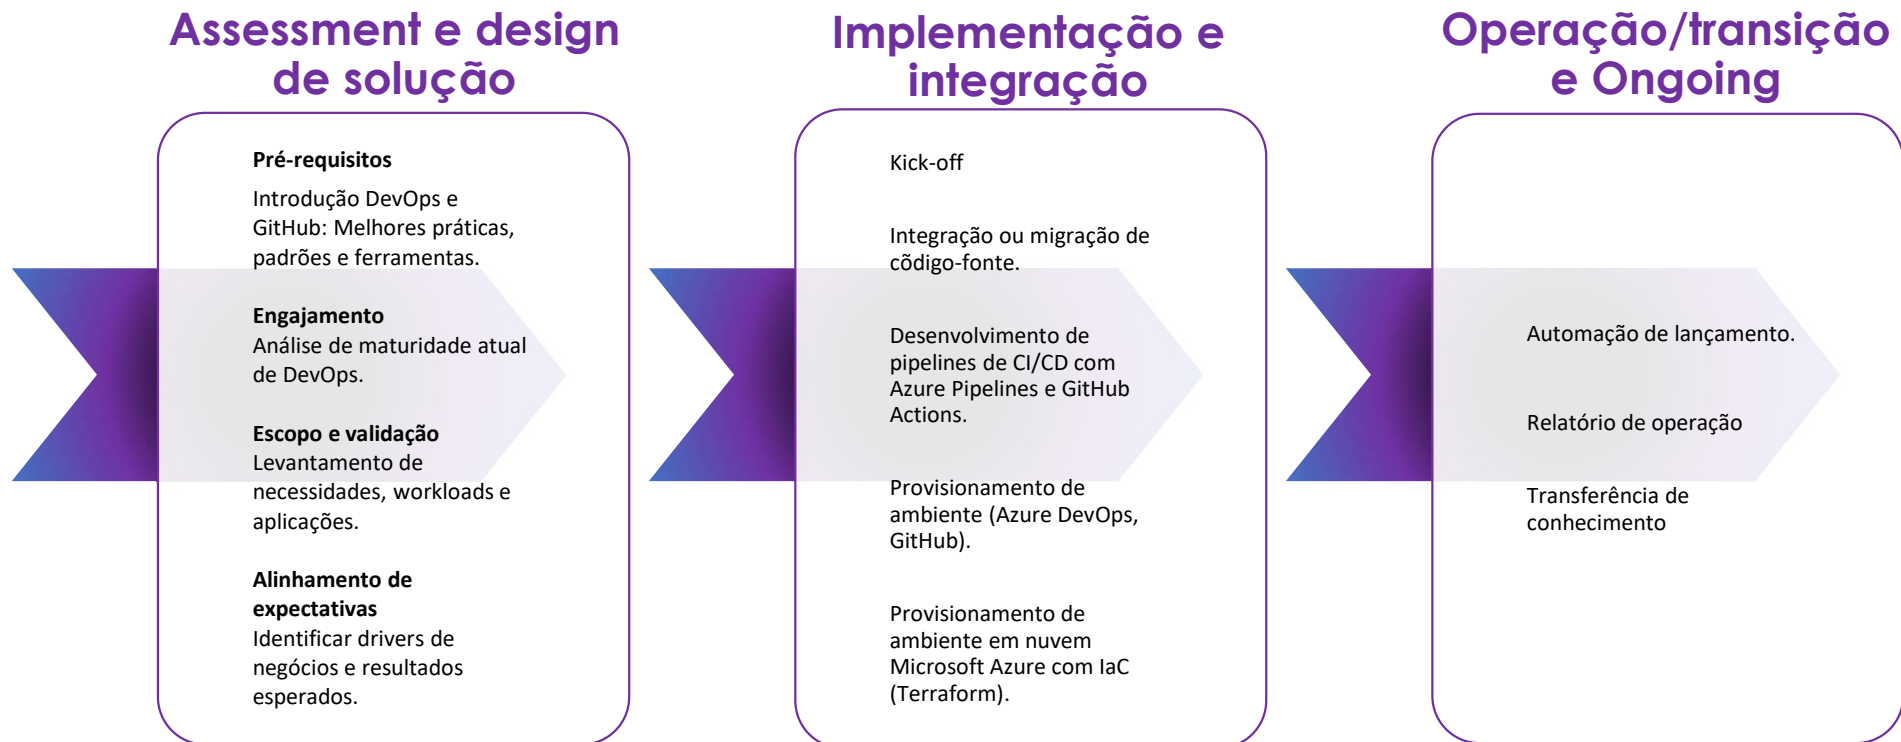 Assessment e design
de solução
Pré-requisitos
Introdução DevOps e
GitHub: Melhores práticas,
padrões e ferramentas.
Engajamento
Análise de maturidade atual
de DevOps.
Escopo e validação
Levantamento de
necessidades, workloads e
aplicações.
Alinhamento de
expectativas
Identificar drivers de
negócios e resultados
esperados.
Implementação e
integração
Kick-off
Integração ou migração de
cõdigo-fonte.
Desenvolvimento de
pipelines de CI/CD com
Azure Pipelines e GitHub
Actions.
Provisionamento de
ambiente (Azure DevOps,
GitHub).
Provisionamento de
ambiente em nuvem
Microsoft Azure com IaC
(Terraform).
Operação/transição
e Ongoing
Automação de lançamento.
Relatório de operação
Transferência de
conhecimento